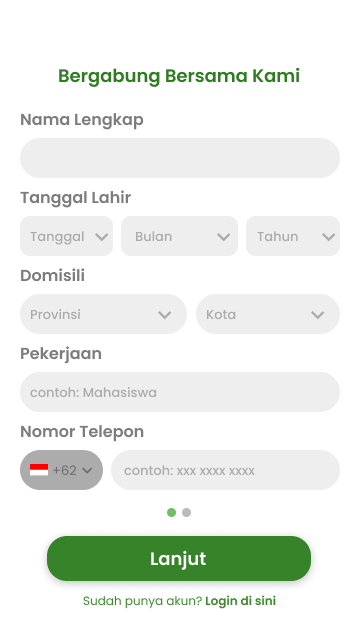 Bergabung Bersama Kami
Nama Lengkap
Tanggal Lahir
Tanggal Bulan Tahun
Domisili
Provinsi Kota
Pekerjaan
contoh: Mahasiswa
Nomor Telepon
+62 contoh: xxx xxxx xxxx
Lanjut
Sudah punya akun? Login di sini